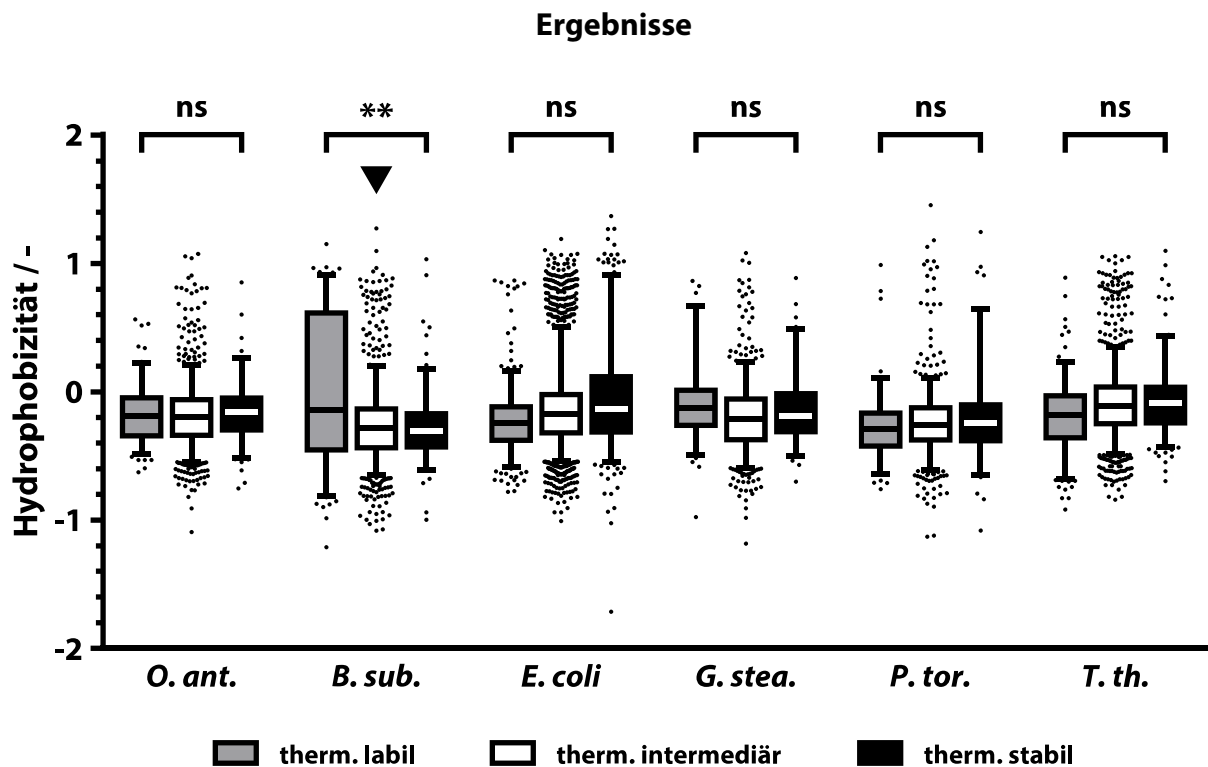 Ergebnisse
ns ** ns ns ns ns
2
1
0
-1
-2
Hydrophobizität / -
O. ant. B. sub. E. coli G. stea. P. tor. T. th.
therm. labil therm. intermediär therm. stabil